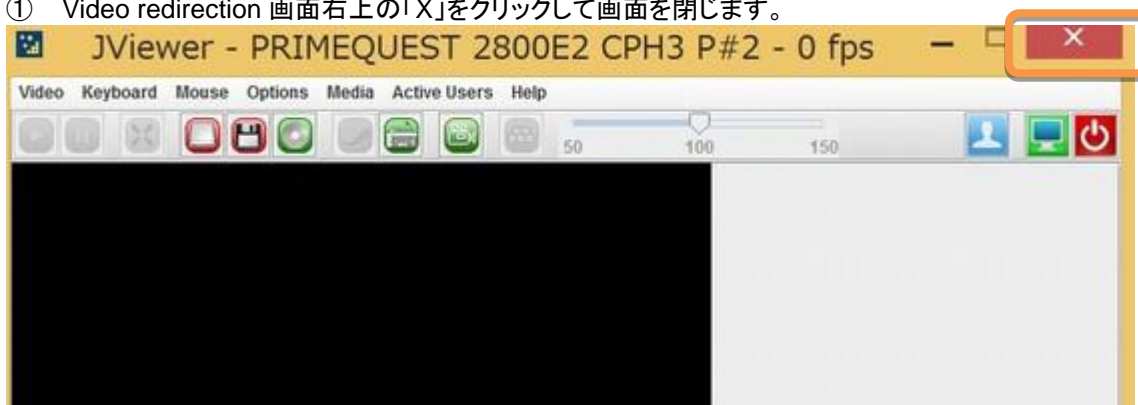 ① Video redirection 画面右上の「X」をクリックして画面を閉じます。
JViewer - PRIMEQUEST 2800E2 CPH3 P#2 - 0 fps
Video Keyboard Mouse Options Media Active Users Help
50 100 150